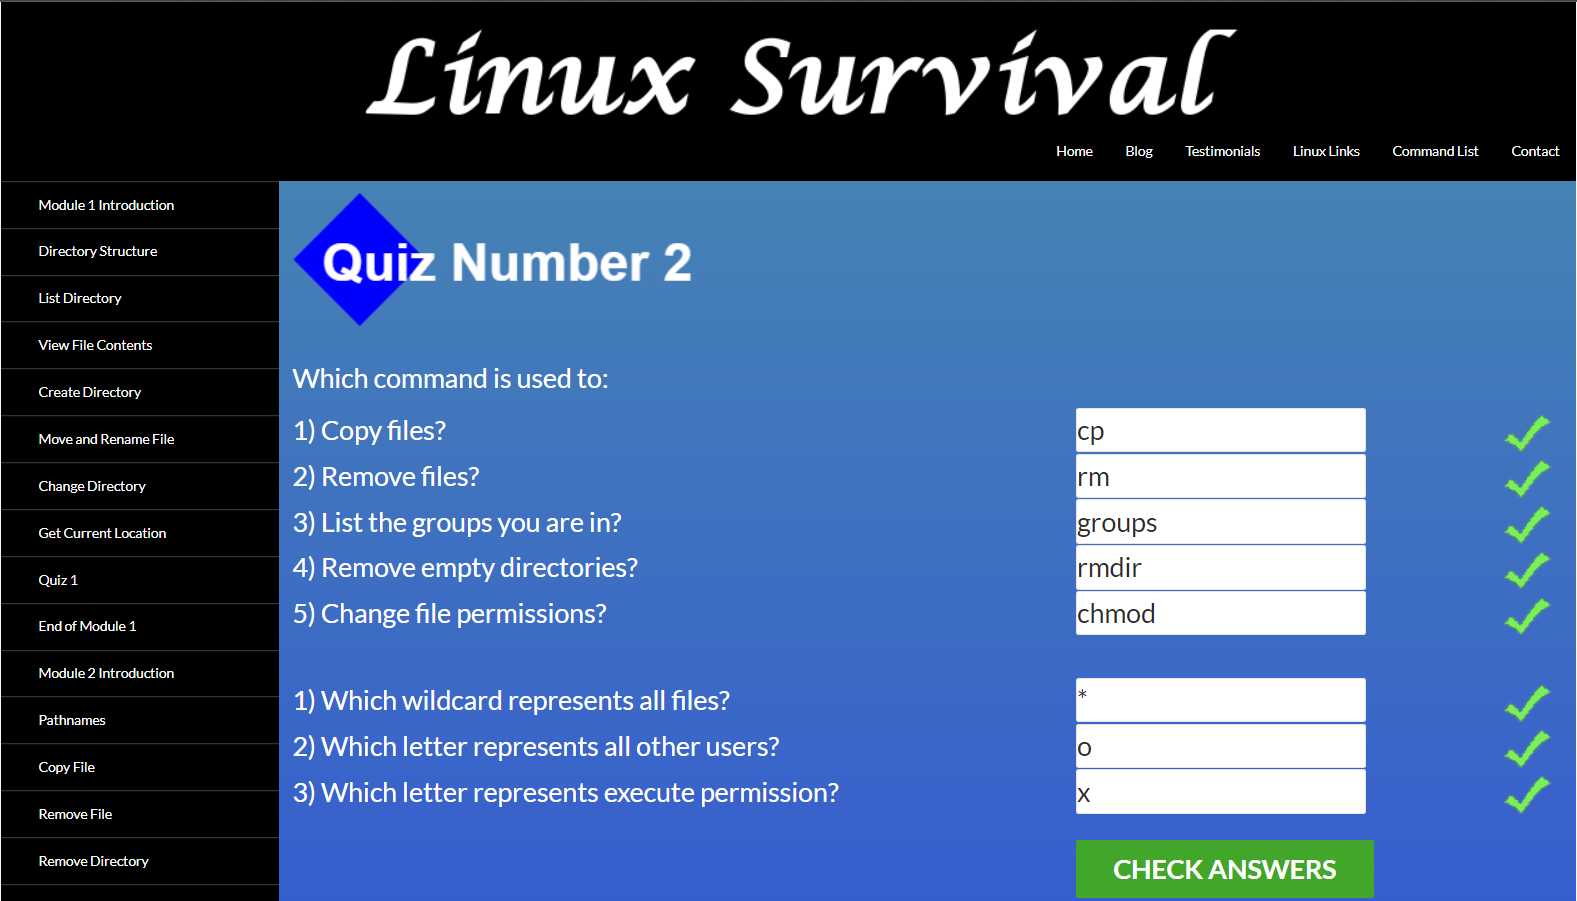 Linux Survival
Home Blog Testimonials Linux Links Command List Contact
Module 1 Introduction
Directory Structure
List Directory
View File Contents
Create Directory
Move and Rename File
Change Directory
Get Current Location
Quiz 1
End of Module 1
Module 2 Introduction
Pathnames
Copy File
Remove File
Remove Directory
Quiz Number 2
Which command is used to:
1) Copy files? cp
2) Remove files? rm
3) List the groups you are in? groups
4) Remove empty directories? rmdir
5) Change file permissions? chmod
1) Which wildcard represents all files? *
2) Which letter represents all other users? o
3) Which letter represents execute permission? x
CHECK ANSWERS